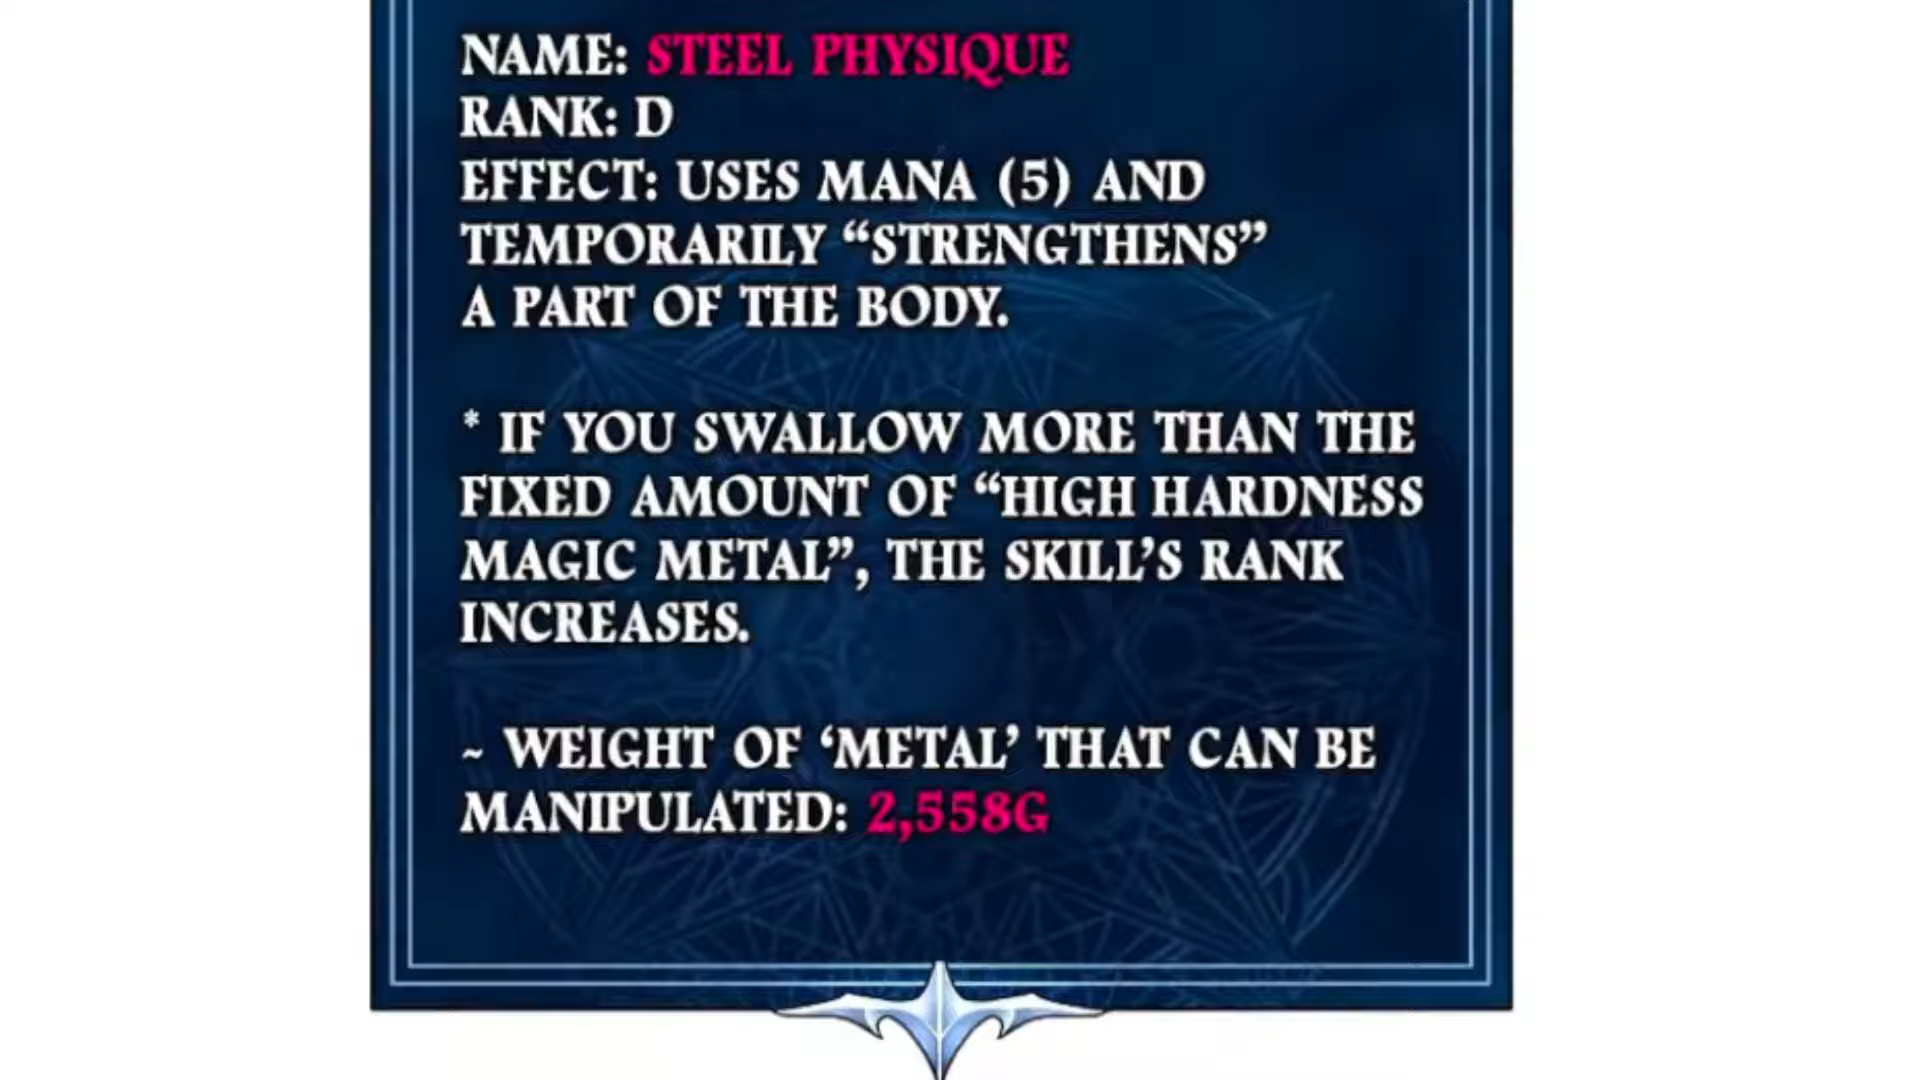 NAME: STEEL PHYSIQUE
RANK: D
EFFECT: USES MANA (5) AND
TEMPORARILY “STRENGTHENS”
A PART OF THE BODY.
* IF YOU SWALLOW MORE THAN THE
FIXED AMOUNT OF “HIGH HARDNESS
MAGIC METAL”, THE SKILL’S RANK
INCREASES.
~ WEIGHT OF ‘METAL’ THAT CAN BE
MANIPULATED: 2,558G